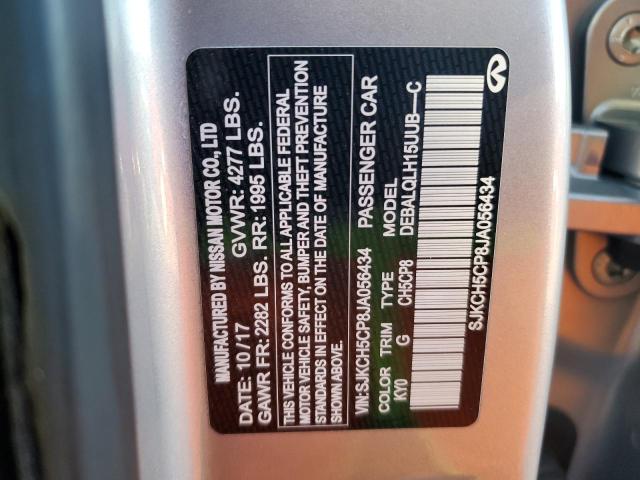 MANUFACTURED BY NISSAN MOTOR CO., LTD
DATE: 10/17 GVWR: 4277 LBS.
GAWR FR: 2282 LBS. RR: 1995 LBS.
THIS VEHICLE CONFORMS TO ALL APPLICABLE FEDERAL
MOTOR VEHICLE SAFETY, BUMPER AND THEFT PREVENTION
STANDARDS IN EFFECT ON THE DATE OF MANUFACTURE
SHOWN ABOVE.
VIN:SJKCH5CP8JA056434 PASSENGER CAR
COLOR TRIM TYPE MODEL
KY0 G CH5CP8 DEBALQLH15UUB--C
SJKCH5CP8JA056434